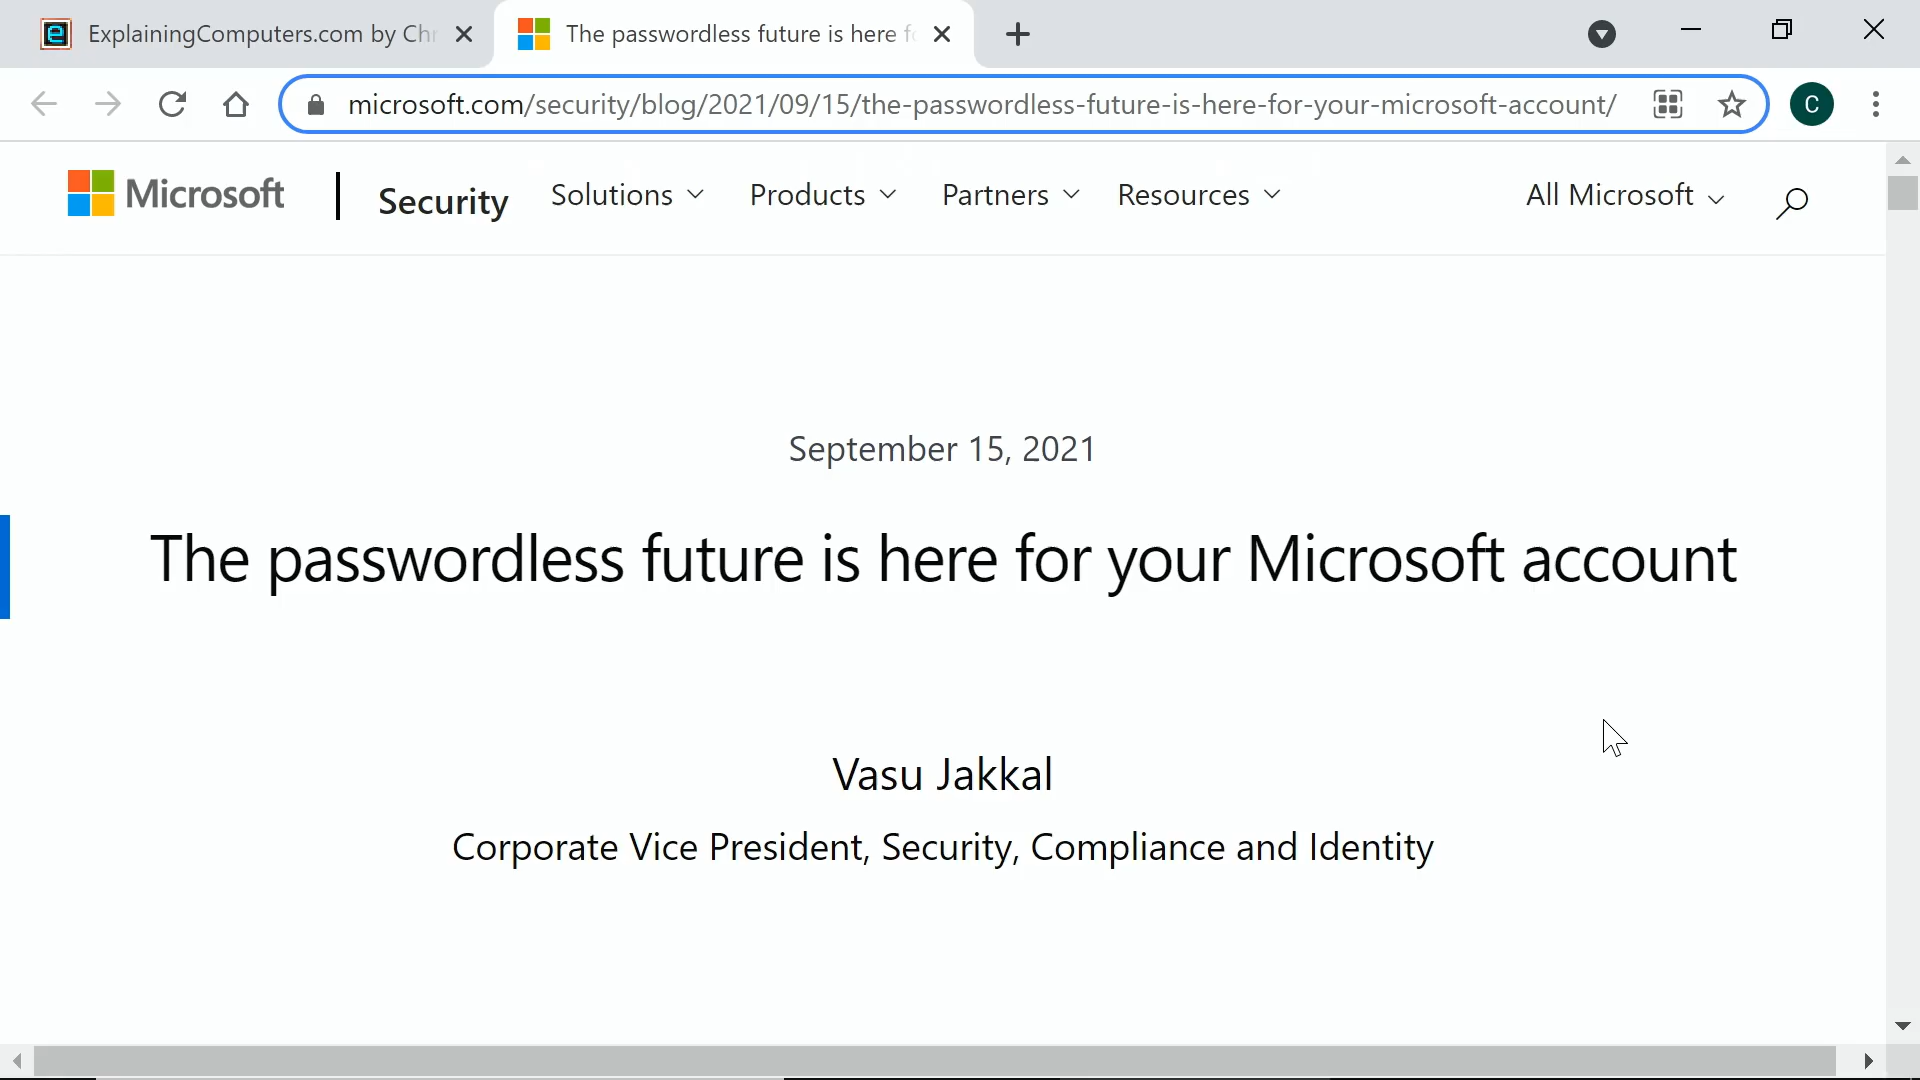 ExplainingComputers.com by Chr
The passwordless future is here f
microsoft.com/security/blog/2021/09/15/the-passwordless-future-is-here-for-your-microsoft-account/
C
Microsoft
Security
Solutions
Products
Partners
Resources
All Microsoft
September 15, 2021
The passwordless future is here for your Microsoft account
Vasu Jakkal
Corporate Vice President, Security, Compliance and Identity